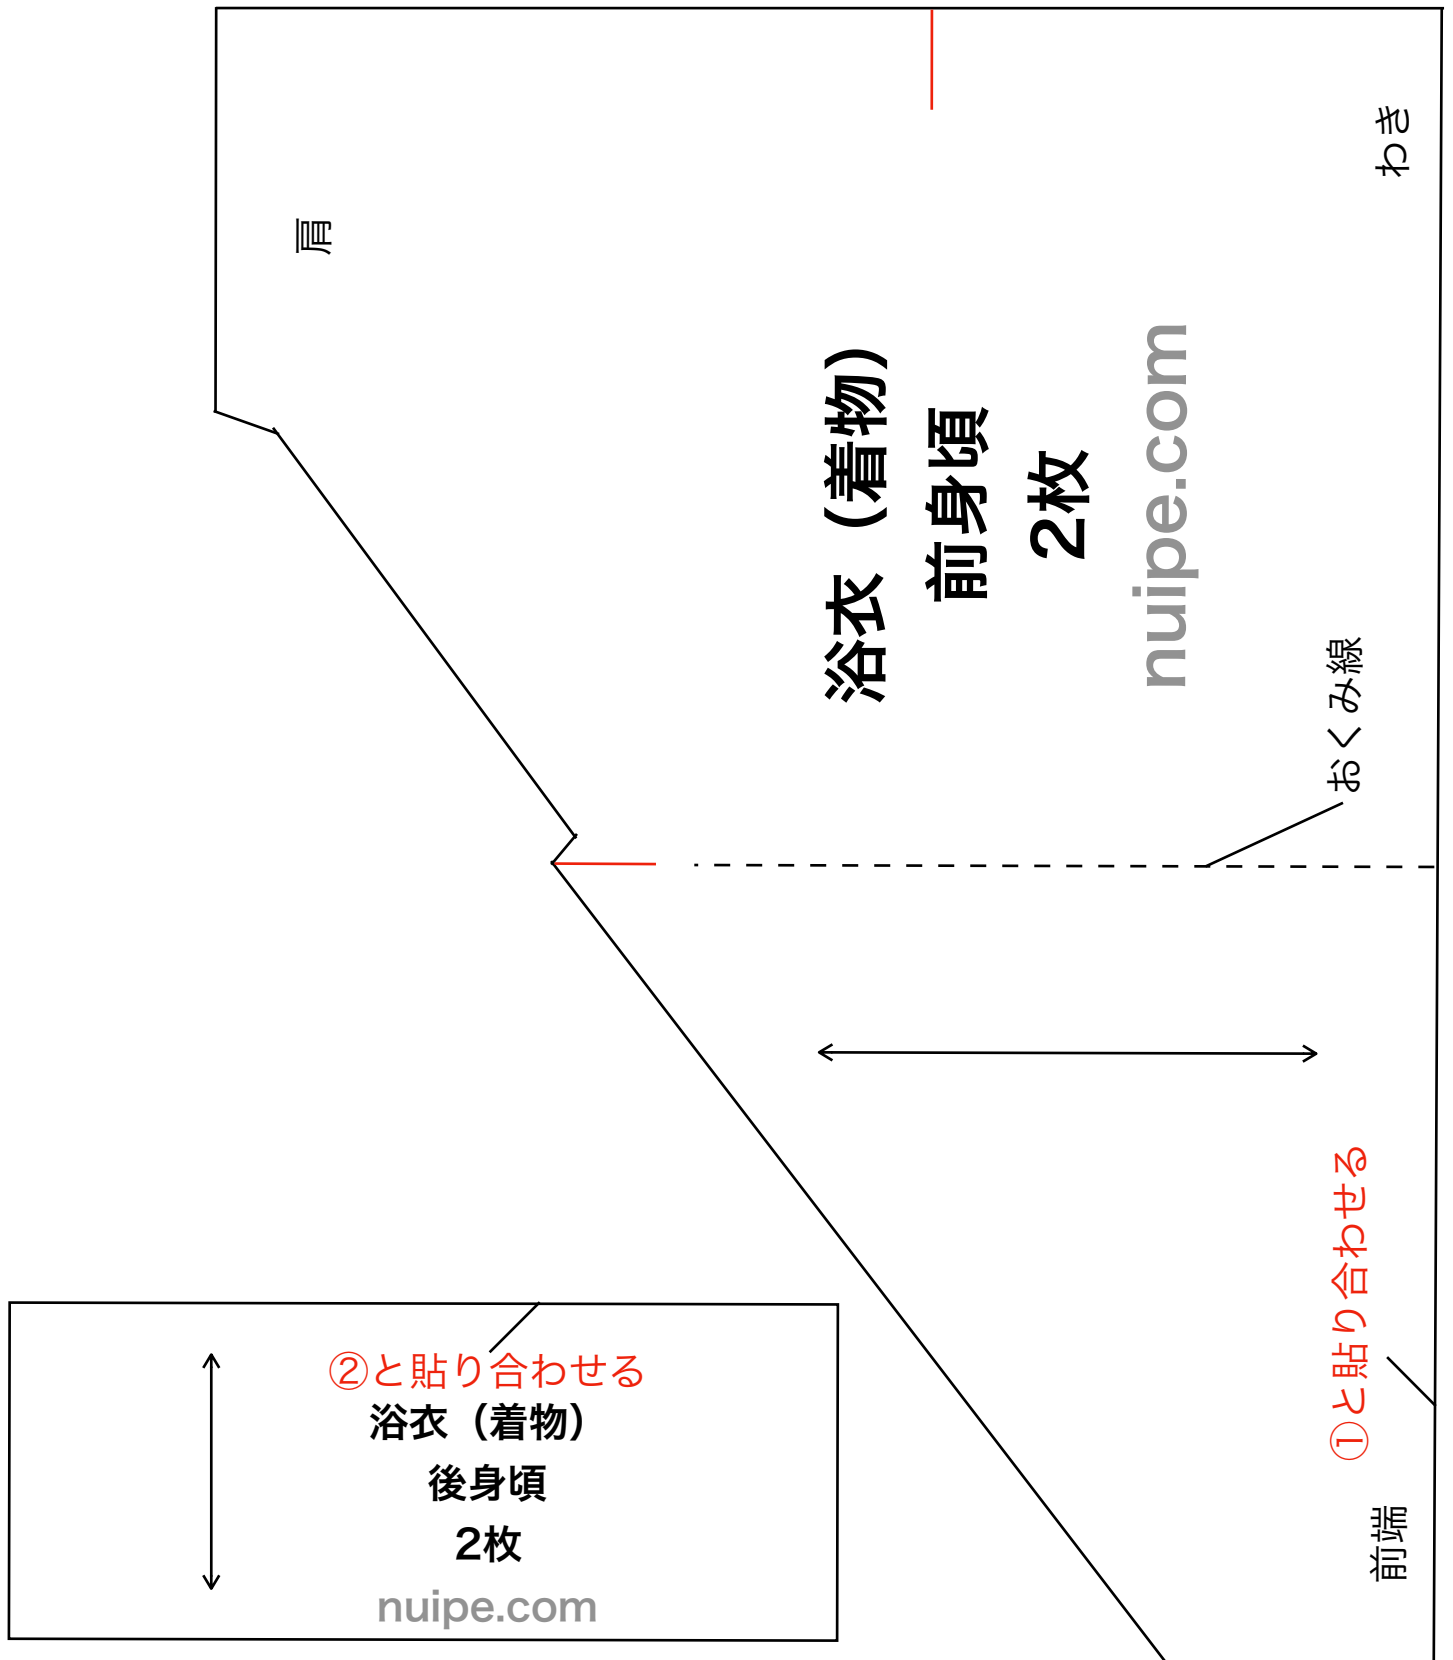 わき
肩
浴衣（着物）
前身頃
2枚
nuipe.com
おくみ線
①と貼り合わせる
前端
②と貼り合わせる
浴衣（着物）
後身頃
2枚
nuipe.com